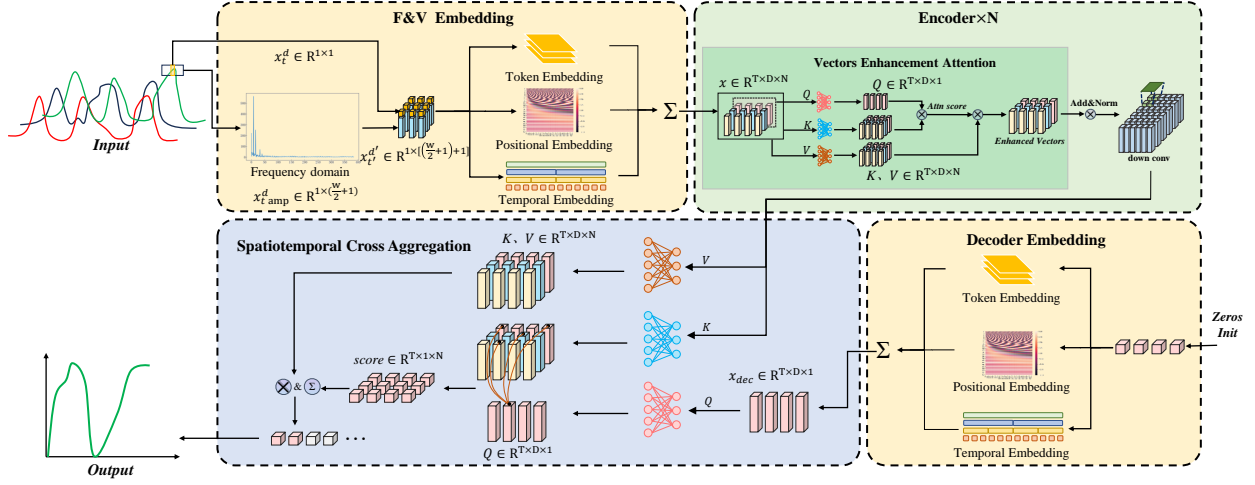 F&V Embedding
Encoder×N
x_t^d ∈ R^{1×1}
Token Embedding
Positional Embedding
Temporal Embedding
Frequency domain
x_{t'}^{d'} ∈ R^{1×[(w/2+1)+1]}
x_{t amp}^d ∈ R^{1×(w/2+1)}
Input
Σ
Vectors Enhancement Attention
x ∈ R^{T×D×N}
Q ∈ R^{T×D×1}
Q
K
V
Attn score
K、V ∈ R^{T×D×N}
Enhanced Vectors
Add&Norm
down conv
Spatiotemporal Cross Aggregation
K、V ∈ R^{T×D×N}
V
K
Q
score ∈ R^{T×1×N}
& Σ
Q ∈ R^{T×D×1}
x_{dec} ∈ R^{T×D×1}
Σ
...
Output
Decoder Embedding
Token Embedding
Positional Embedding
Temporal Embedding
Zeros
Init